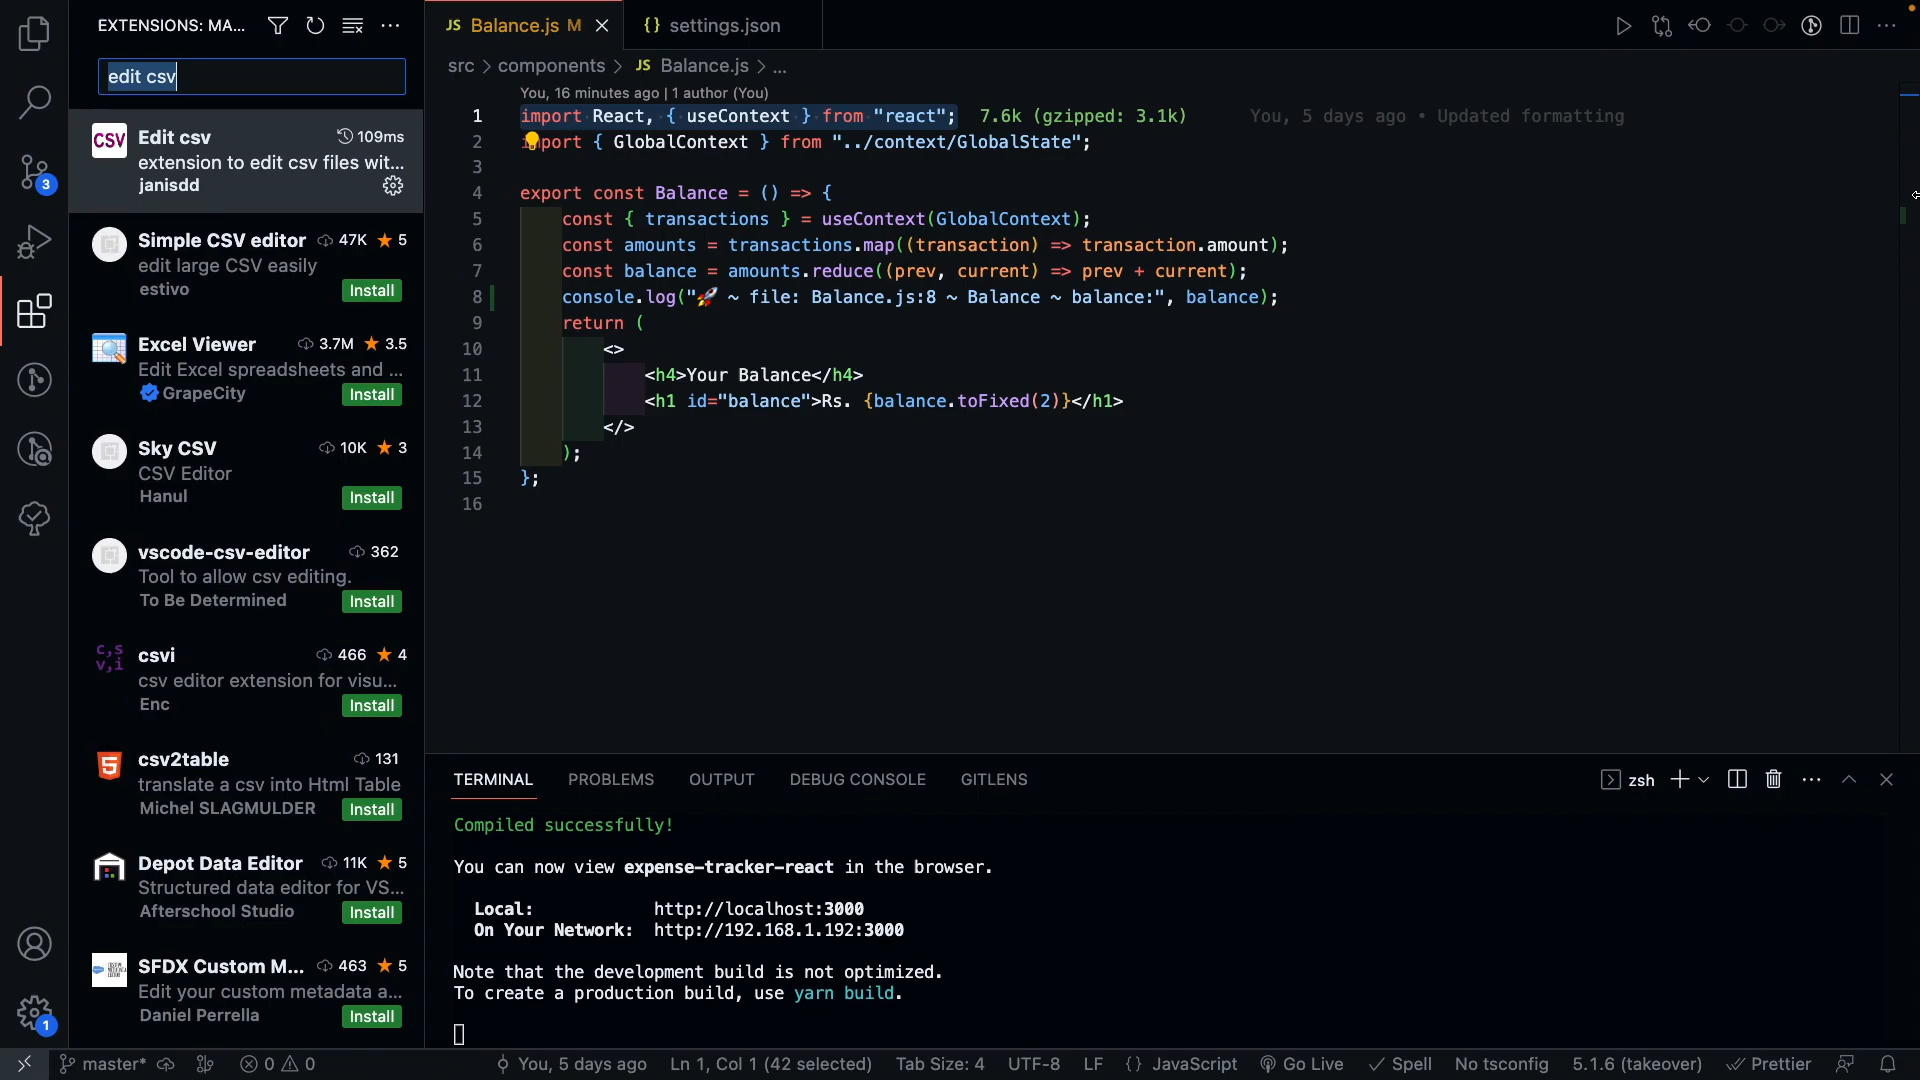 EXTENSIONS: MA...
edit csv
CSV
Edit csv 109ms
extension to edit csv files wit...
janisdd
Simple CSV editor 47K ★ 5
edit large CSV easily
estivo Install
Excel Viewer 3.7M ★ 3.5
Edit Excel spreadsheets and ...
GrapeCity Install
Sky CSV 10K ★ 3
CSV Editor
Hanul Install
vscode-csv-editor 362
Tool to allow csv editing.
To Be Determined Install
c,s
v,i
csvi 466 ★ 4
csv editor extension for visu...
Enc Install
csv2table 131
translate a csv into Html Table
Michel SLAGMULDER Install
Depot Data Editor 11K ★ 5
Structured data editor for VS...
Afterschool Studio Install
SFDX Custom M... 463 ★ 5
Edit your custom metadata a...
Daniel Perrella Install
3
1
JS Balance.js M
{} settings.json
src > components > JS Balance.js > ...
You, 16 minutes ago | 1 author (You)
1 import React, { useContext } from "react"; 7.6k (gzipped: 3.1k) You, 5 days ago • Updated formatting
2 import { GlobalContext } from "../context/GlobalState";
3
4 export const Balance = () => {
5 const { transactions } = useContext(GlobalContext);
6 const amounts = transactions.map((transaction) => transaction.amount);
7 const balance = amounts.reduce((prev, current) => prev + current);
8 console.log("🚀 ~ file: Balance.js:8 ~ Balance ~ balance:", balance);
9 return (
10 <>
11 <h4>Your Balance</h4>
12 <h1 id="balance">Rs. {balance.toFixed(2)}</h1>
13 </>
14 );
15 };
16
TERMINAL PROBLEMS OUTPUT DEBUG CONSOLE GITLENS
zsh
Compiled successfully!
You can now view expense-tracker-react in the browser.
Local: http://localhost:3000
On Your Network: http://192.168.1.192:3000
Note that the development build is not optimized.
To create a production build, use yarn build.
master* 0 0 You, 5 days ago Ln 1, Col 1 (42 selected) Tab Size: 4 UTF-8 LF {} JavaScript Go Live Spell No tsconfig 5.1.6 (takeover) Prettier